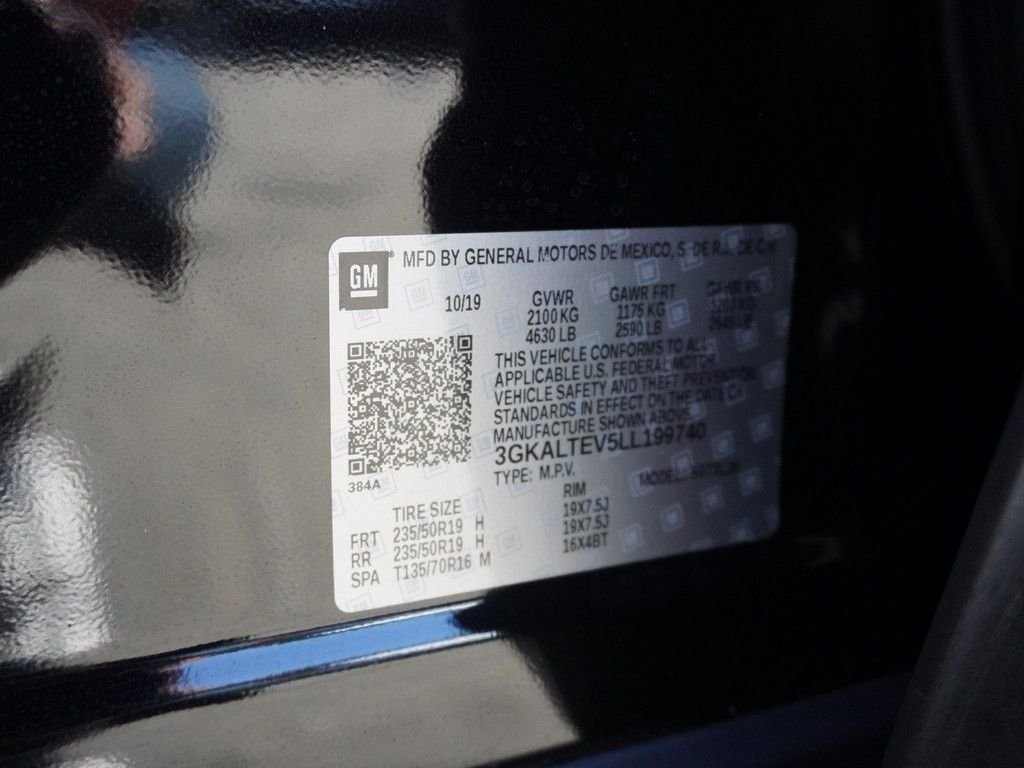 GM
MFD BY GENERAL MOTORS DE MEXICO, S. DE R.L. DE C.V.
10/19
GVWR GAWR FRT GAWR RR
2100 KG 1175 KG
4630 LB 2590 LB
THIS VEHICLE CONFORMS TO ALL
APPLICABLE U.S. FEDERAL MOTOR
VEHICLE SAFETY AND THEFT PREVENTION
STANDARDS IN EFFECT ON THE DATE OF
MANUFACTURE SHOWN ABOVE.
3GKALTEV5LL199740
TYPE: M.P.V. MODEL:
384A
TIRE SIZE RIM
FRT 235/50R19 H 19X7.5J
RR 235/50R19 H 19X7.5J
SPA T135/70R16 M 16X4BT